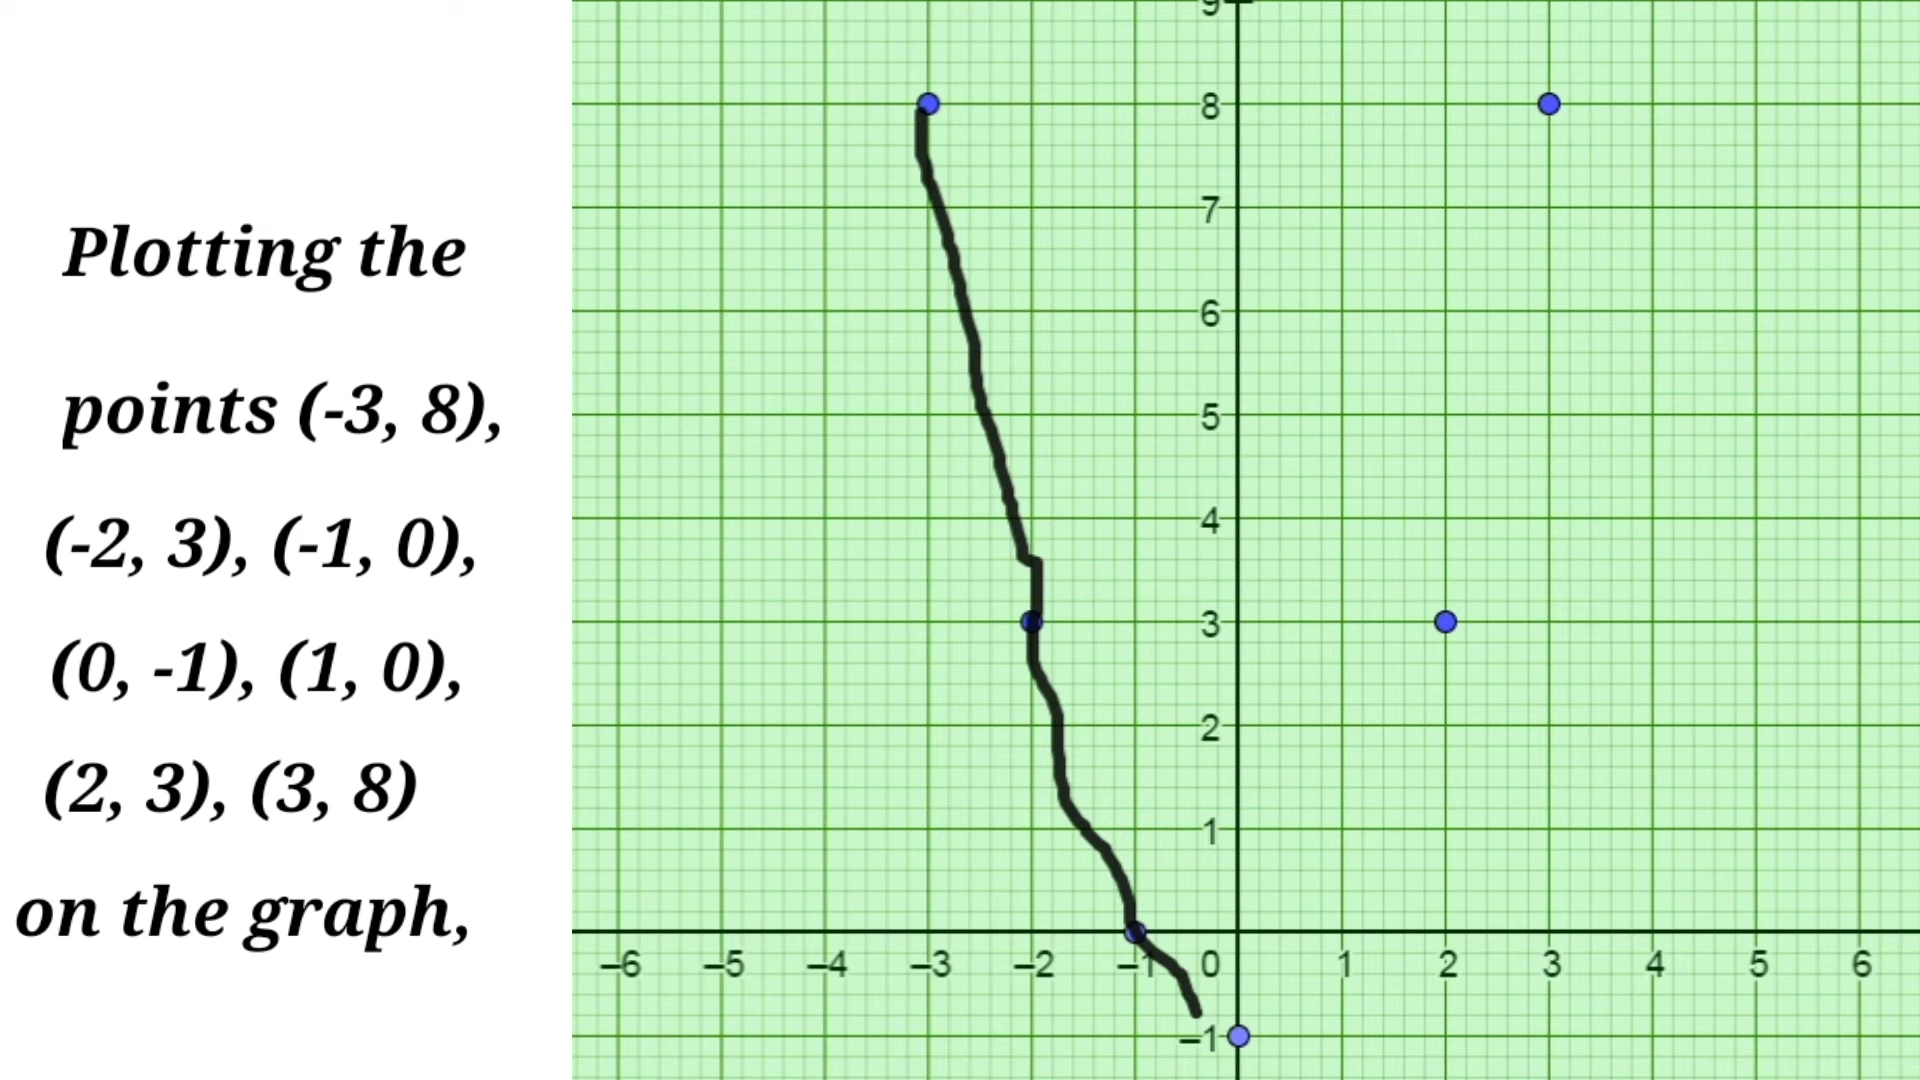 Plotting the
points (-3, 8),
(-2, 3), (-1, 0),
(0, -1), (1, 0),
(2, 3), (3, 8)
on the graph,
9
8
7
6
5
4
3
2
1
–6 –5 –4 –3 –2 –1 0 1 2 3 4 5 6
–1